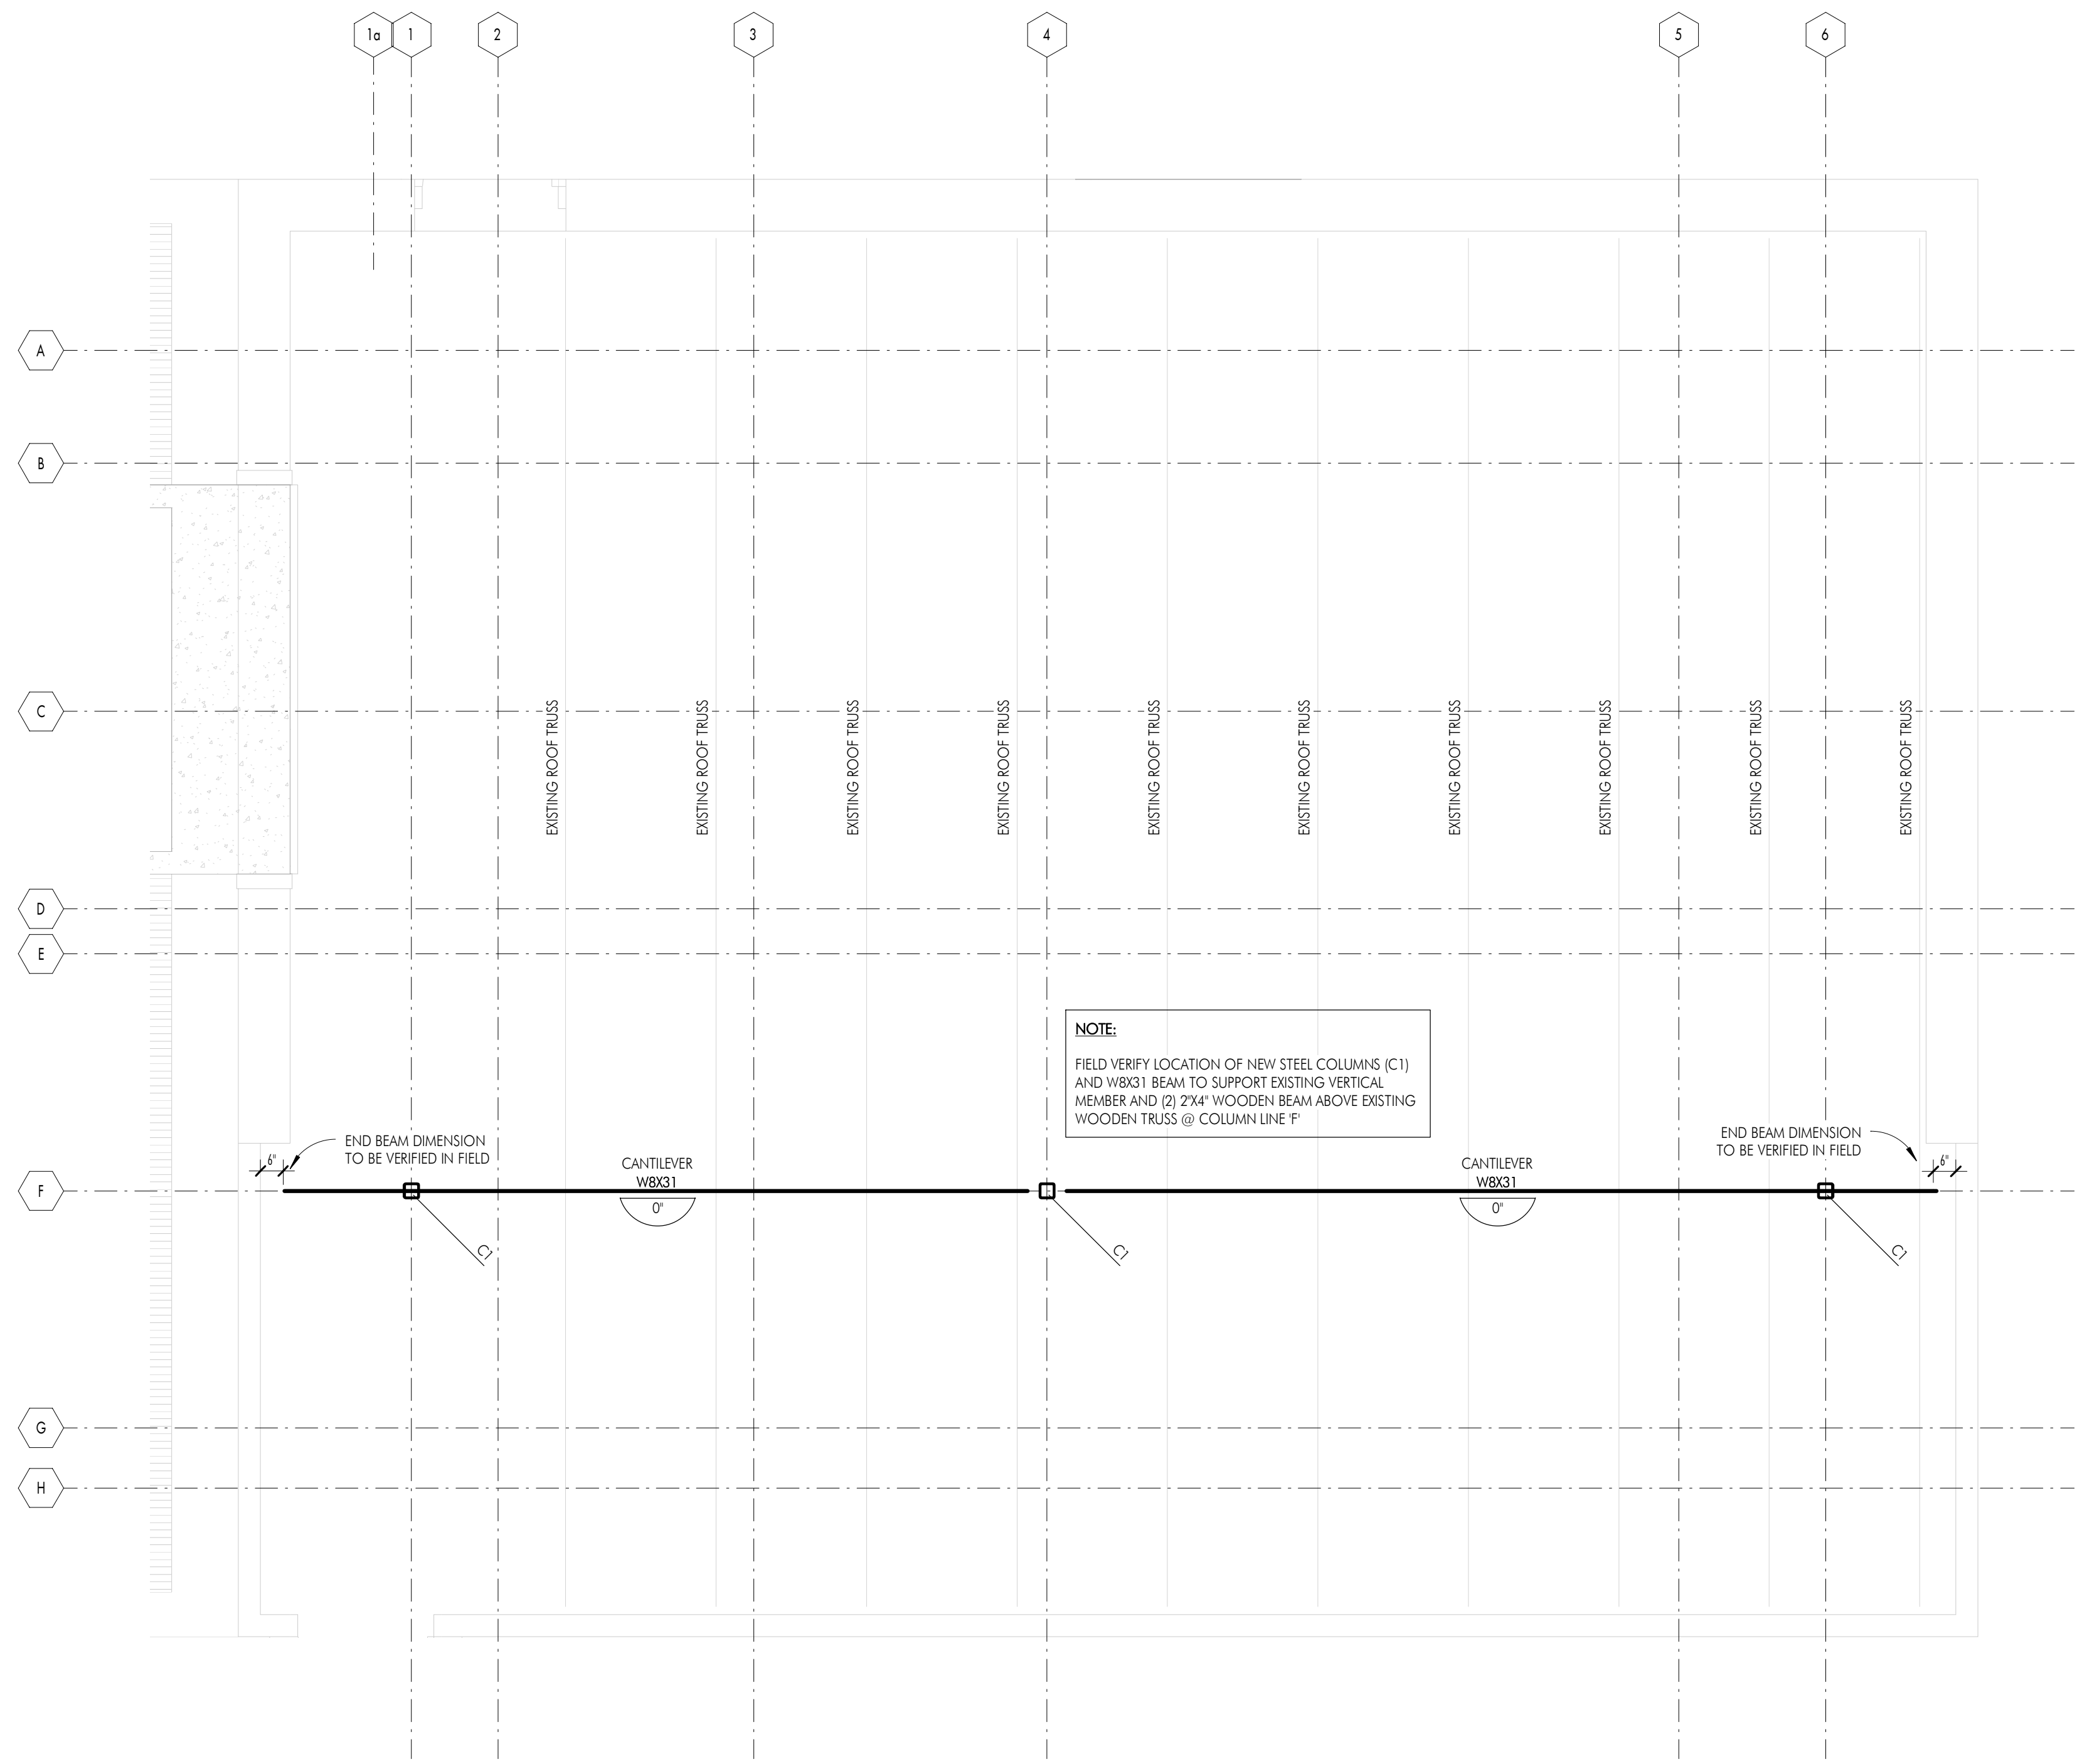 1a
1
2
3
4
5
6
A
B
C
EXISTING ROOF TRUSS
EXISTING ROOF TRUSS
EXISTING ROOF TRUSS
EXISTING ROOF TRUSS
EXISTING ROOF TRUSS
EXISTING ROOF TRUSS
EXISTING ROOF TRUSS
EXISTING ROOF TRUSS
EXISTING ROOF TRUSS
EXISTING ROOF TRUSS
D
E
NOTE:
FIELD VERIFY LOCATION OF NEW STEEL COLUMNS (C1)
AND W8X31 BEAM TO SUPPORT EXISTING VERTICAL
MEMBER AND (2) 2"X4" WOODEN BEAM ABOVE EXISTING
WOODEN TRUSS @ COLUMN LINE 'F'
6"
END BEAM DIMENSION
TO BE VERIFIED IN FIELD
END BEAM DIMENSION
TO BE VERIFIED IN FIELD
6"
F
CANTILEVER
W8X31
0"
CANTILEVER
W8X31
0"
C1
C1
C1
G
H